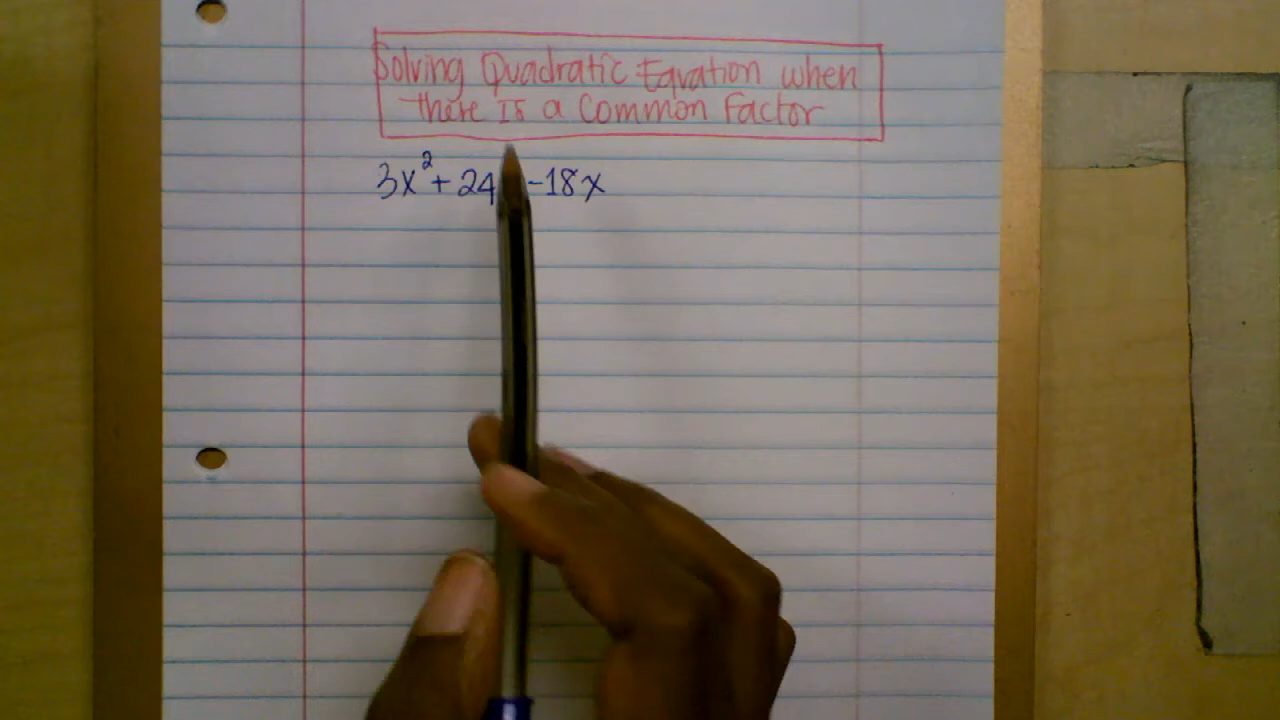 Solving Quadratic Equation when
there Is a Common Factor
3x² + 24 -18x